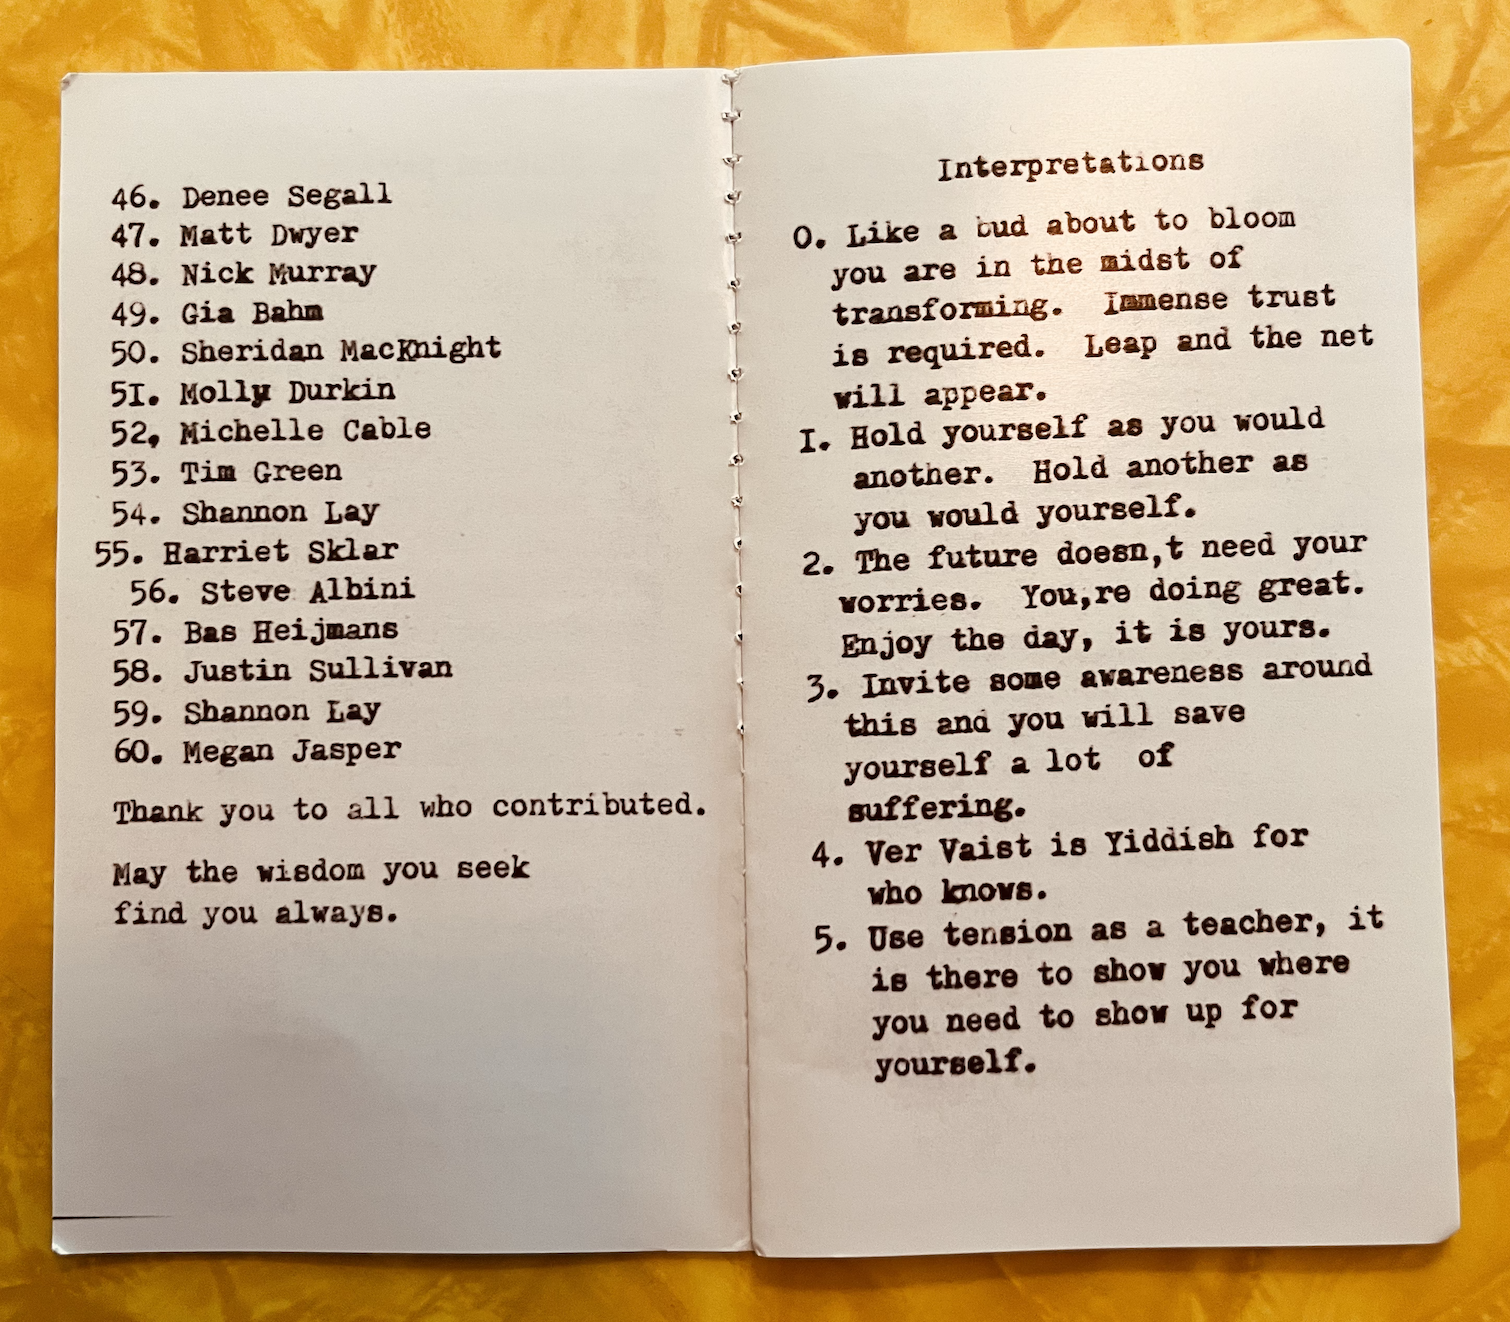 46. Denee Segall
47. Matt Dwyer
48. Nick Murray
49. Gia Bahm
50. Sheridan MacKnight
5I. Molly Durkin
52, Michelle Cable
53. Tim Green
54. Shannon Lay
55. Harriet Sklar
56. Steve Albini
57. Bas Heijmans
58. Justin Sullivan
59. Shannon Lay
60. Megan Jasper
Thank you to all who contributed.
May the wisdom you seek
find you always.
Interpretations
0. Like a bud about to bloom
you are in the midst of
transforming. Immense trust
is required. Leap and the net
will appear.
I. Hold yourself as you would
another. Hold another as
you would yourself.
2. The future doesn,t need your
worries. You,re doing great.
Enjoy the day, it is yours.
3. Invite some awareness around
this and you will save
yourself a lot of
suffering.
4. Ver Vaist is Yiddish for
who knows.
5. Use tension as a teacher, it
is there to show you where
you need to show up for
yourself.